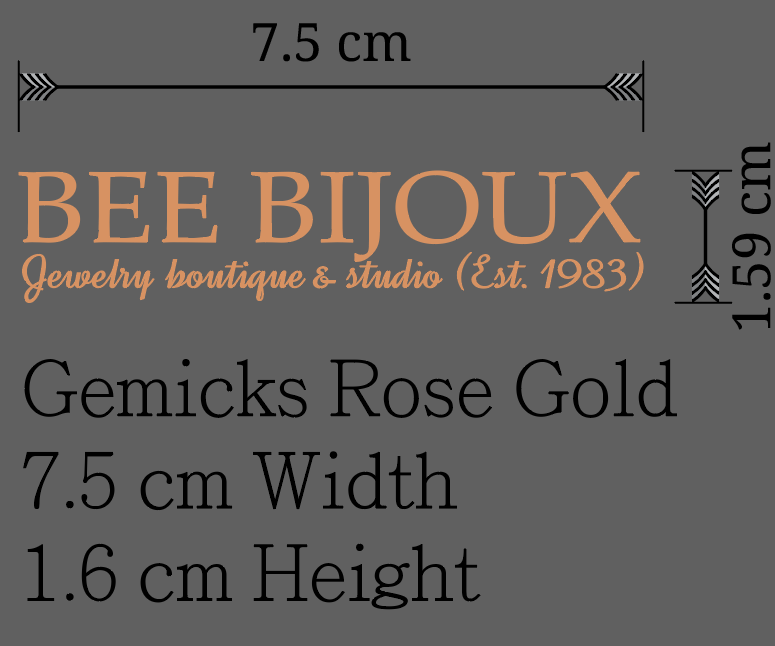 7.5 cm
BEE BIJOUX
Jewelry boutique & studio (Est. 1983)
1.59 cm
Gemicks Rose Gold
7.5 cm Width
1.6 cm Height